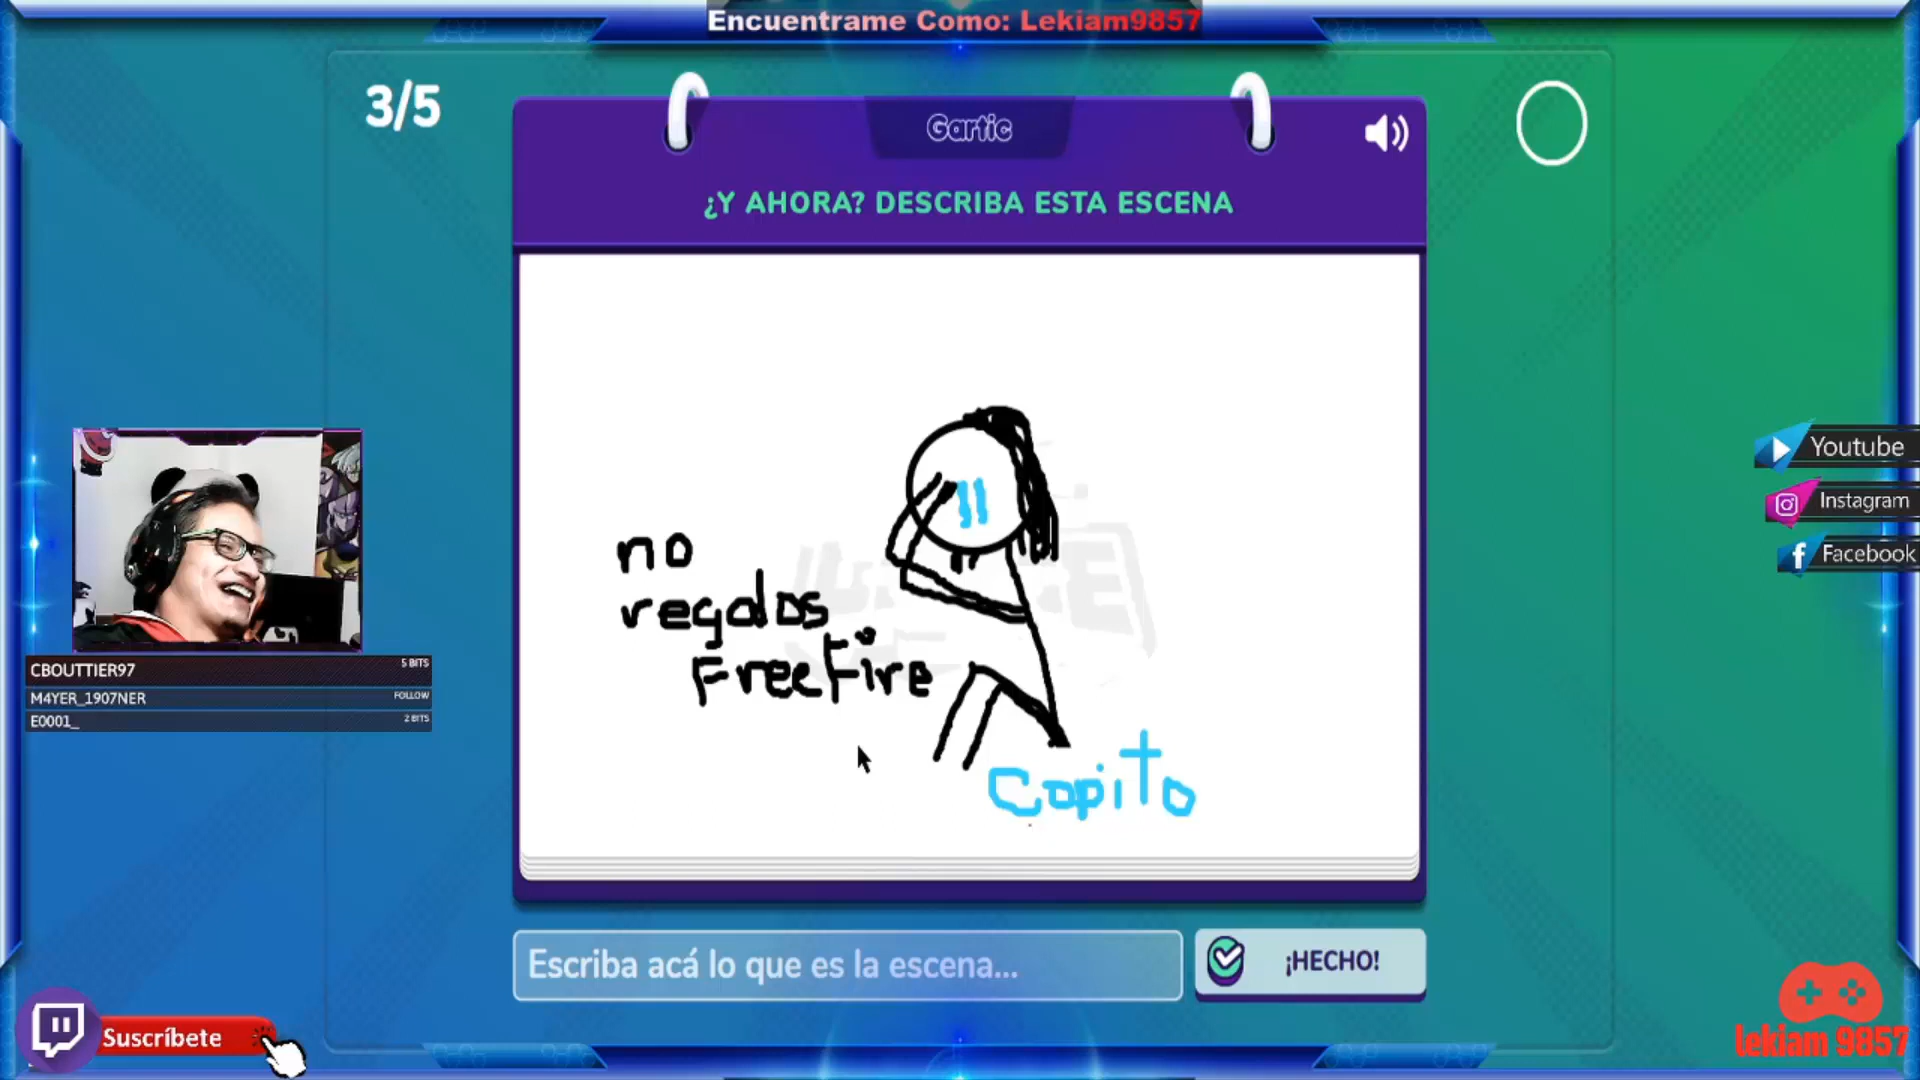 Encuentrame Como: Lekiam9857
3/5
Gartic
¿Y AHORA? DESCRIBA ESTA ESCENA
no
regalos
FreeFire
Copito
Youtube
Instagram
Facebook
CBOUTTIER97 5 BITS
M4YER_1907NER FOLLOW
E0001_ 2 BITS
Escriba acá lo que es la escena...
¡HECHO!
Suscríbete
lekiam 9857